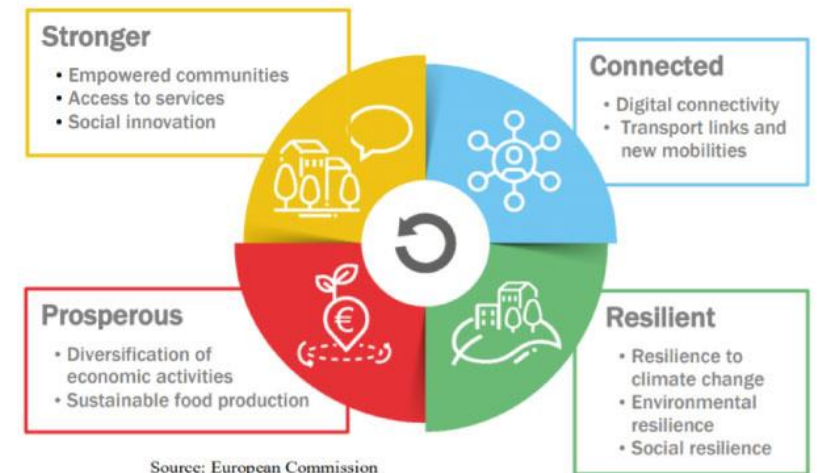 Stronger
• Empowered communities
• Access to services
• Social innovation
Connected
• Digital connectivity
• Transport links and
new mobilities
Prosperous
• Diversification of
economic activities
• Sustainable food production
€
Resilient
• Resilience to
climate change
• Environmental
resilience
• Social resilience
Source: European Commission